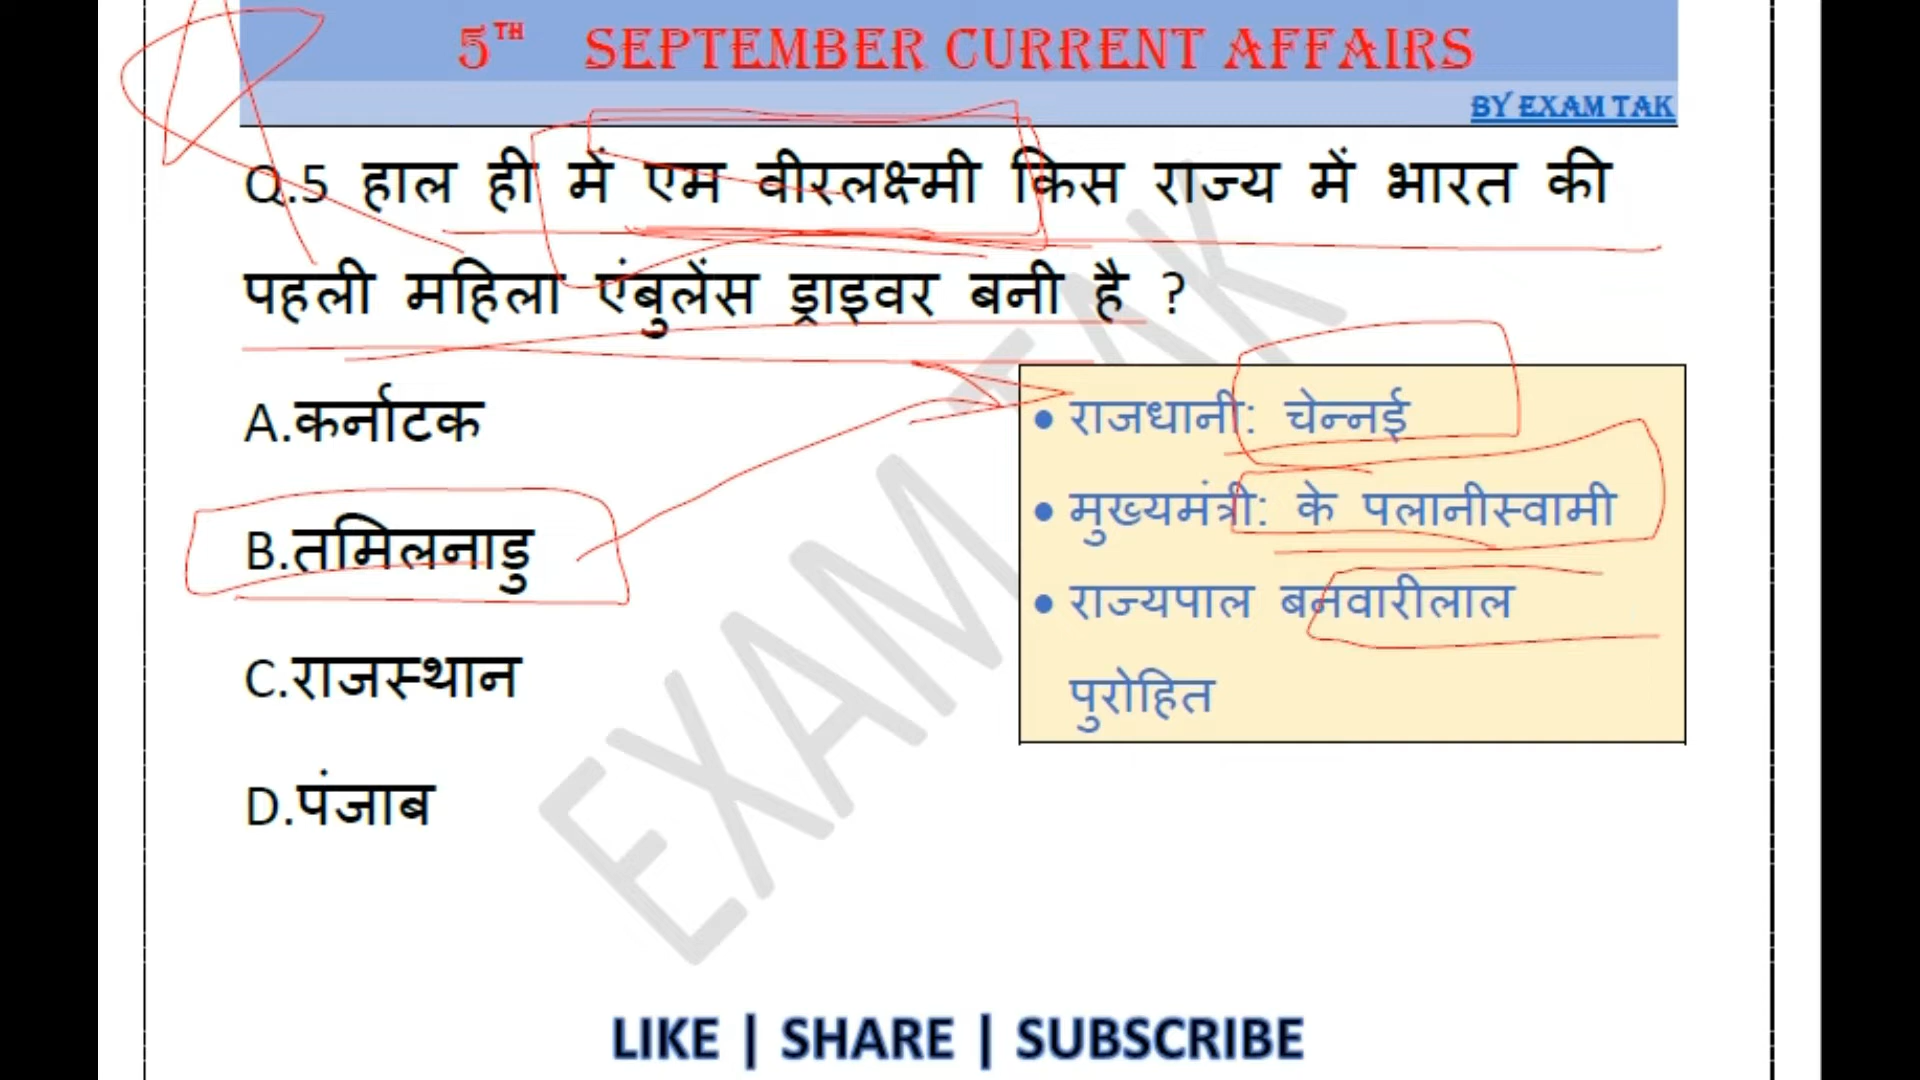 5TH SEPTEMBER CURRENT AFFAIRS
BY EXAM TAK
Q.5 हाल ही में एम वीरलक्ष्मी किस राज्य में भारत की
पहली महिला एंबुलेंस ड्राइवर बनी है ?
A.कर्नाटक
B.तमिलनाडु
C.राजस्थान
D.पंजाब
• राजधानी: चेन्नई
• मुख्यमंत्री: के पलानीस्वामी
• राज्यपाल बनवारीलाल
पुरोहित
EXAM TAK
LIKE | SHARE | SUBSCRIBE